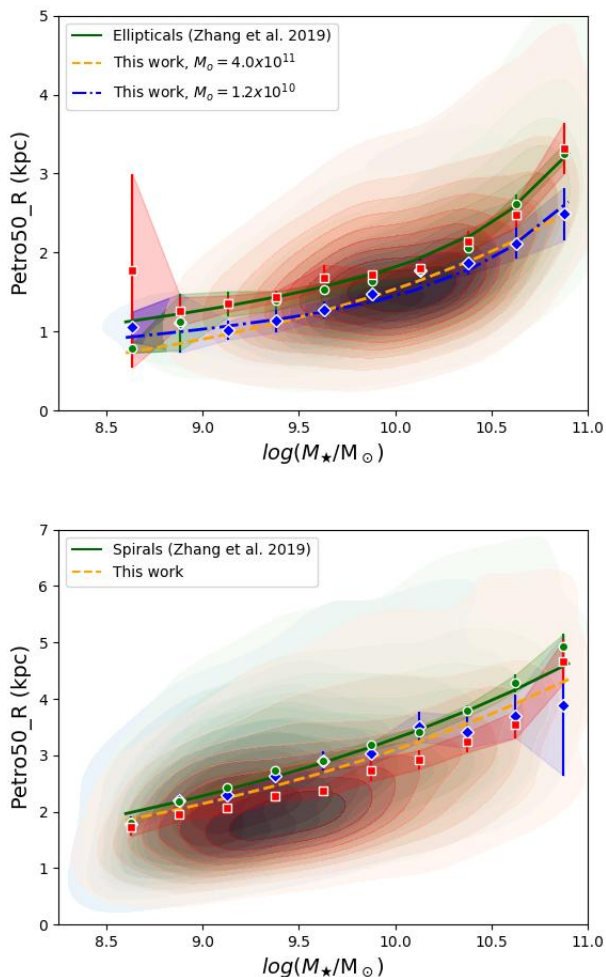 5
4
3
2
1
0
Petro50_R (kpc)
Ellipticals (Zhang et al. 2019)
This work, M_o = 4.0x10^11
This work, M_o = 1.2x10^10
8.5 9.0 9.5 10.0 10.5 11.0
log(M★/M⊙)
7
6
5
4
3
2
1
0
Petro50_R (kpc)
Spirals (Zhang et al. 2019)
This work
8.5 9.0 9.5 10.0 10.5 11.0
log(M★/M⊙)